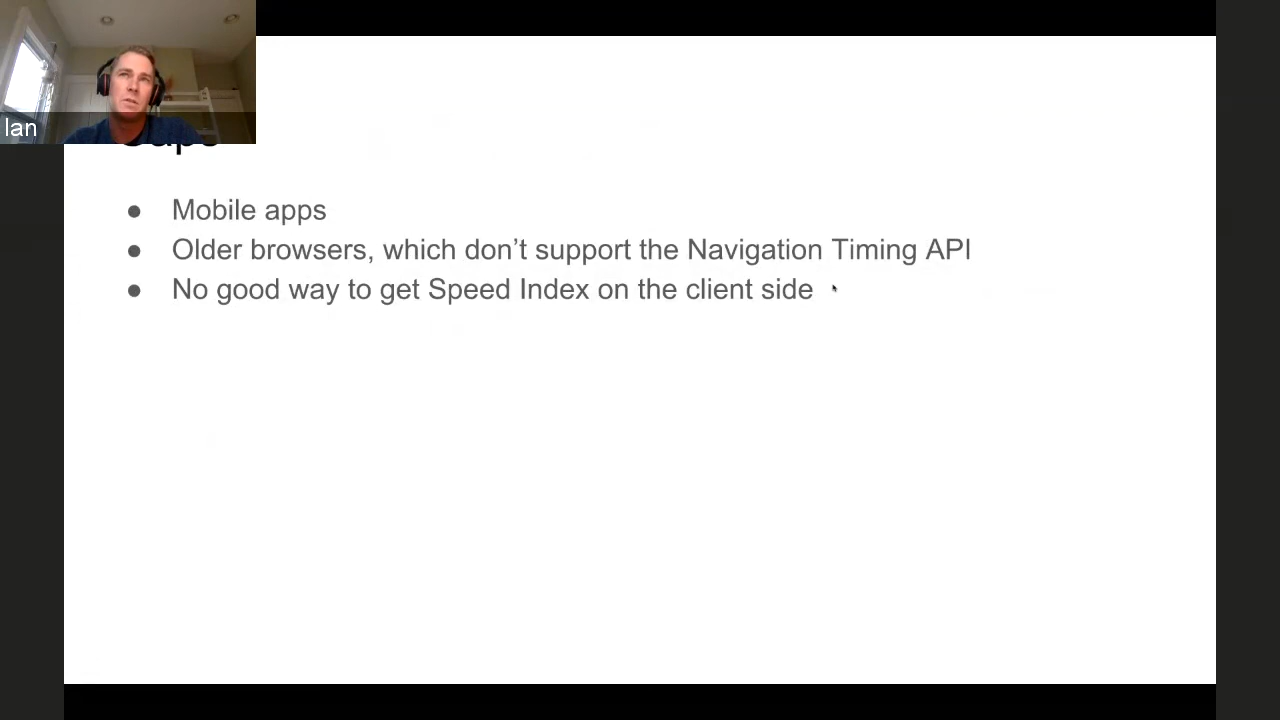 Ian
Mobile apps
Older browsers, which don’t support the Navigation Timing API
No good way to get Speed Index on the client side